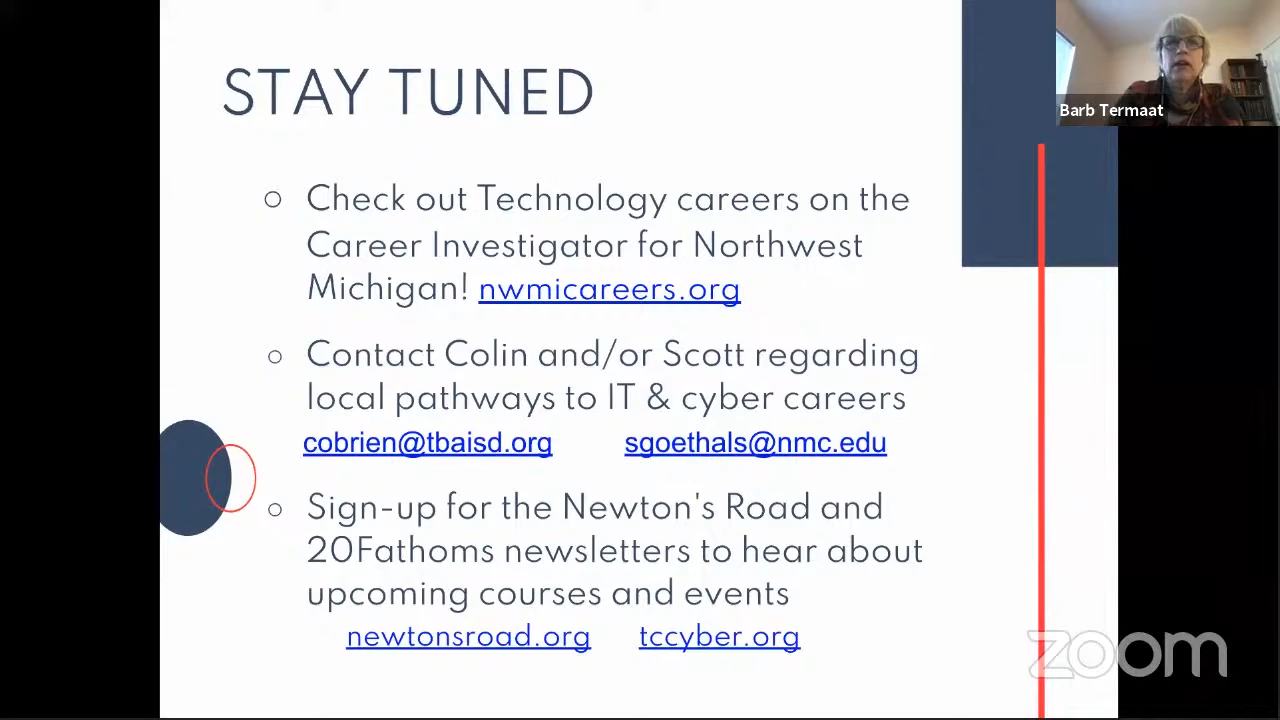 STAY TUNED
Barb Termaat
Check out Technology careers on the
Career Investigator for Northwest
Michigan! nwmicareers.org
Contact Colin and/or Scott regarding
local pathways to IT & cyber careers
cobrien@tbaisd.org sgoethals@nmc.edu
Sign-up for the Newton's Road and
20Fathoms newsletters to hear about
upcoming courses and events
newtonsroad.org tccyber.org
zoom